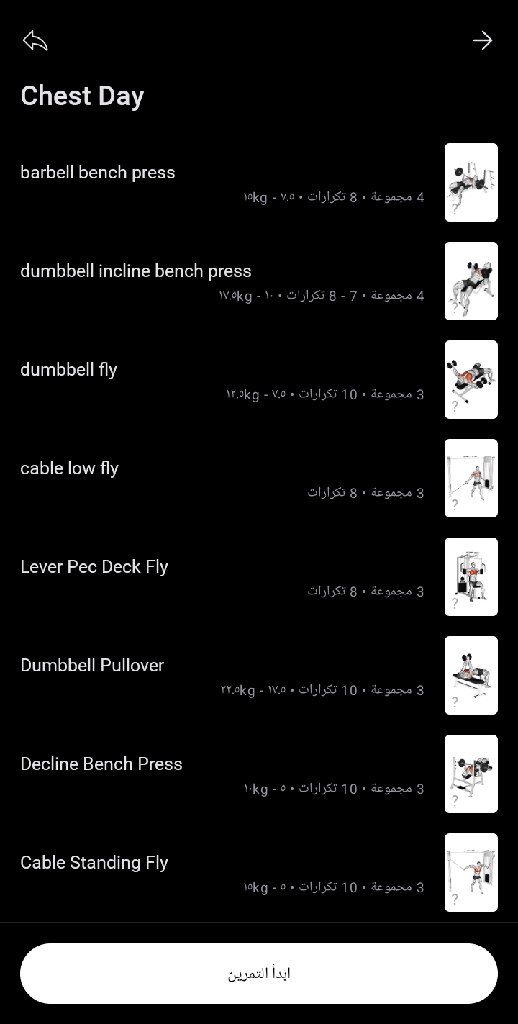 Chest Day
barbell bench press
4 مجموعة • 8 تكرارات • ٧,٥ - ١٥kg
dumbbell incline bench press
4 مجموعة • 7 - 8 تكرارات • ١٠ - ١٧,٥kg
dumbbell fly
3 مجموعة • 10 تكرارات • ٧,٥ - ١٢,٥kg
cable low fly
3 مجموعة • 8 تكرارات
Lever Pec Deck Fly
3 مجموعة • 8 تكرارات
Dumbbell Pullover
3 مجموعة • 10 تكرارات • ١٧,٥ - ٢٢,٥kg
Decline Bench Press
3 مجموعة • 10 تكرارات • ٥ - ١٠kg
Cable Standing Fly
3 مجموعة • 10 تكرارات • ٥ - ١٥kg
ابدأ التمرين